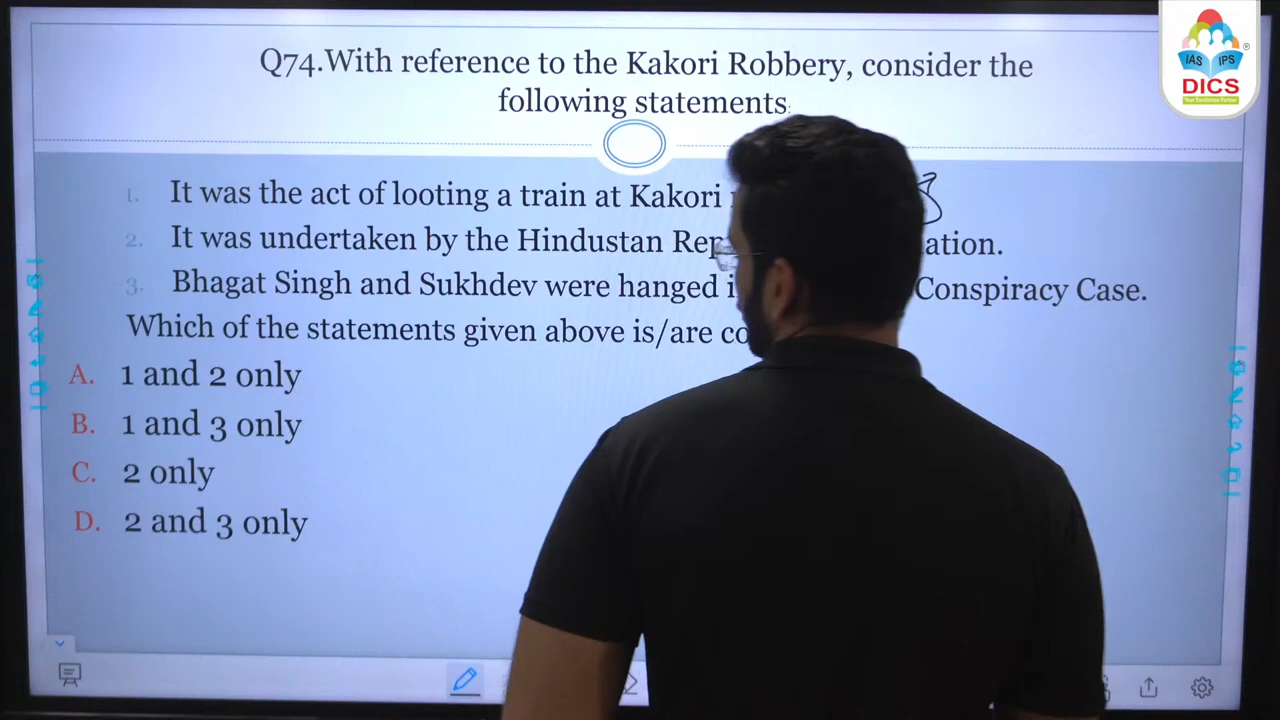 Q74.With reference to the Kakori Robbery, consider the
following statements:
1. It was the act of looting a train at Kakori
2. It was undertaken by the Hindustan Rep ation.
3. Bhagat Singh and Sukhdev were hanged i Conspiracy Case.
Which of the statements given above is/are co
A. 1 and 2 only
B. 1 and 3 only
C. 2 only
D. 2 and 3 only
IAS IPS
DICS
Your Excellence Partner